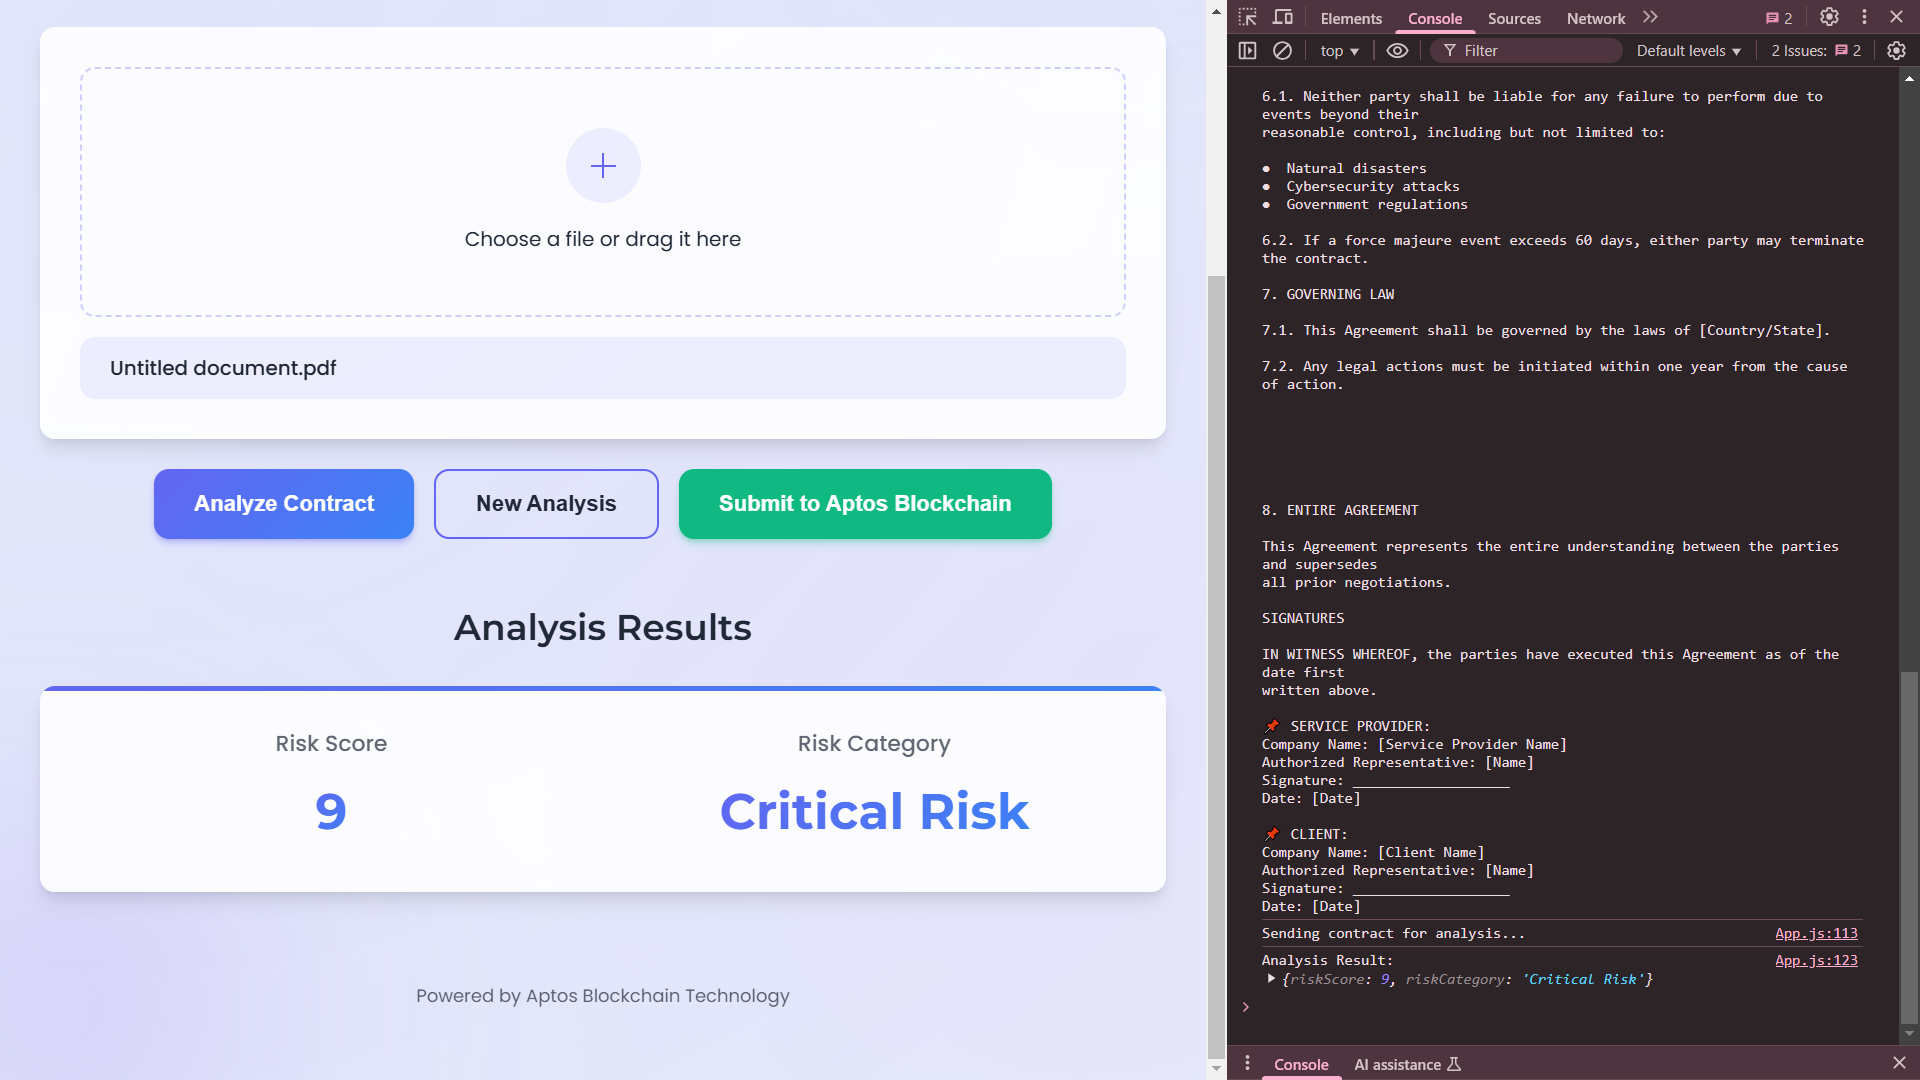 Choose a file or drag it here
Untitled document.pdf
Analyze Contract
New Analysis
Submit to Aptos Blockchain
Analysis Results
Risk Score
Risk Category
9
Critical Risk
Powered by Aptos Blockchain Technology
Elements
Console
Sources
Network
2
top
Filter
Default levels
2 Issues:
2
6.1. Neither party shall be liable for any failure to perform due to
events beyond their
reasonable control, including but not limited to:
● Natural disasters
● Cybersecurity attacks
● Government regulations
6.2. If a force majeure event exceeds 60 days, either party may terminate
the contract.
7. GOVERNING LAW
7.1. This Agreement shall be governed by the laws of [Country/State].
7.2. Any legal actions must be initiated within one year from the cause
of action.
8. ENTIRE AGREEMENT
This Agreement represents the entire understanding between the parties
and supersedes
all prior negotiations.
SIGNATURES
IN WITNESS WHEREOF, the parties have executed this Agreement as of the
date first
written above.
📌 SERVICE PROVIDER:
Company Name: [Service Provider Name]
Authorized Representative: [Name]
Signature: ___________________
Date: [Date]
📌 CLIENT:
Company Name: [Client Name]
Authorized Representative: [Name]
Signature: ___________________
Date: [Date]
Sending contract for analysis... App.js:113
Analysis Result: App.js:123
{riskScore: 9, riskCategory: 'Critical Risk'}
Console
AI assistance